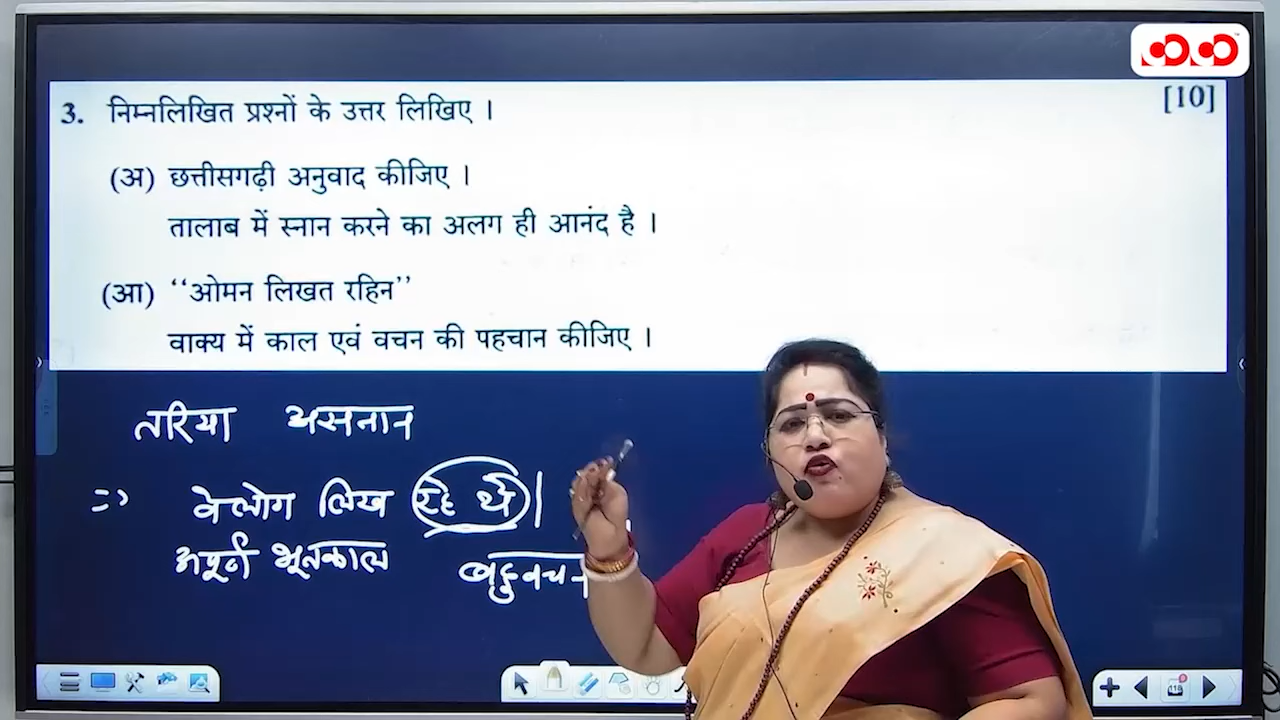 3. निम्नलिखित प्रश्नों के उत्तर लिखिए । [10]
(अ) छत्तीसगढ़ी अनुवाद कीजिए ।
तालाब में स्नान करने का अलग ही आनंद है ।
(आ) ‘‘ओमन लिखत रहिन’’
वाक्य में काल एवं वचन की पहचान कीजिए ।
तरिया असनान
=> वेलोग लिख रहे थे|
अपूर्ण भूतकाल बहुवचन
118